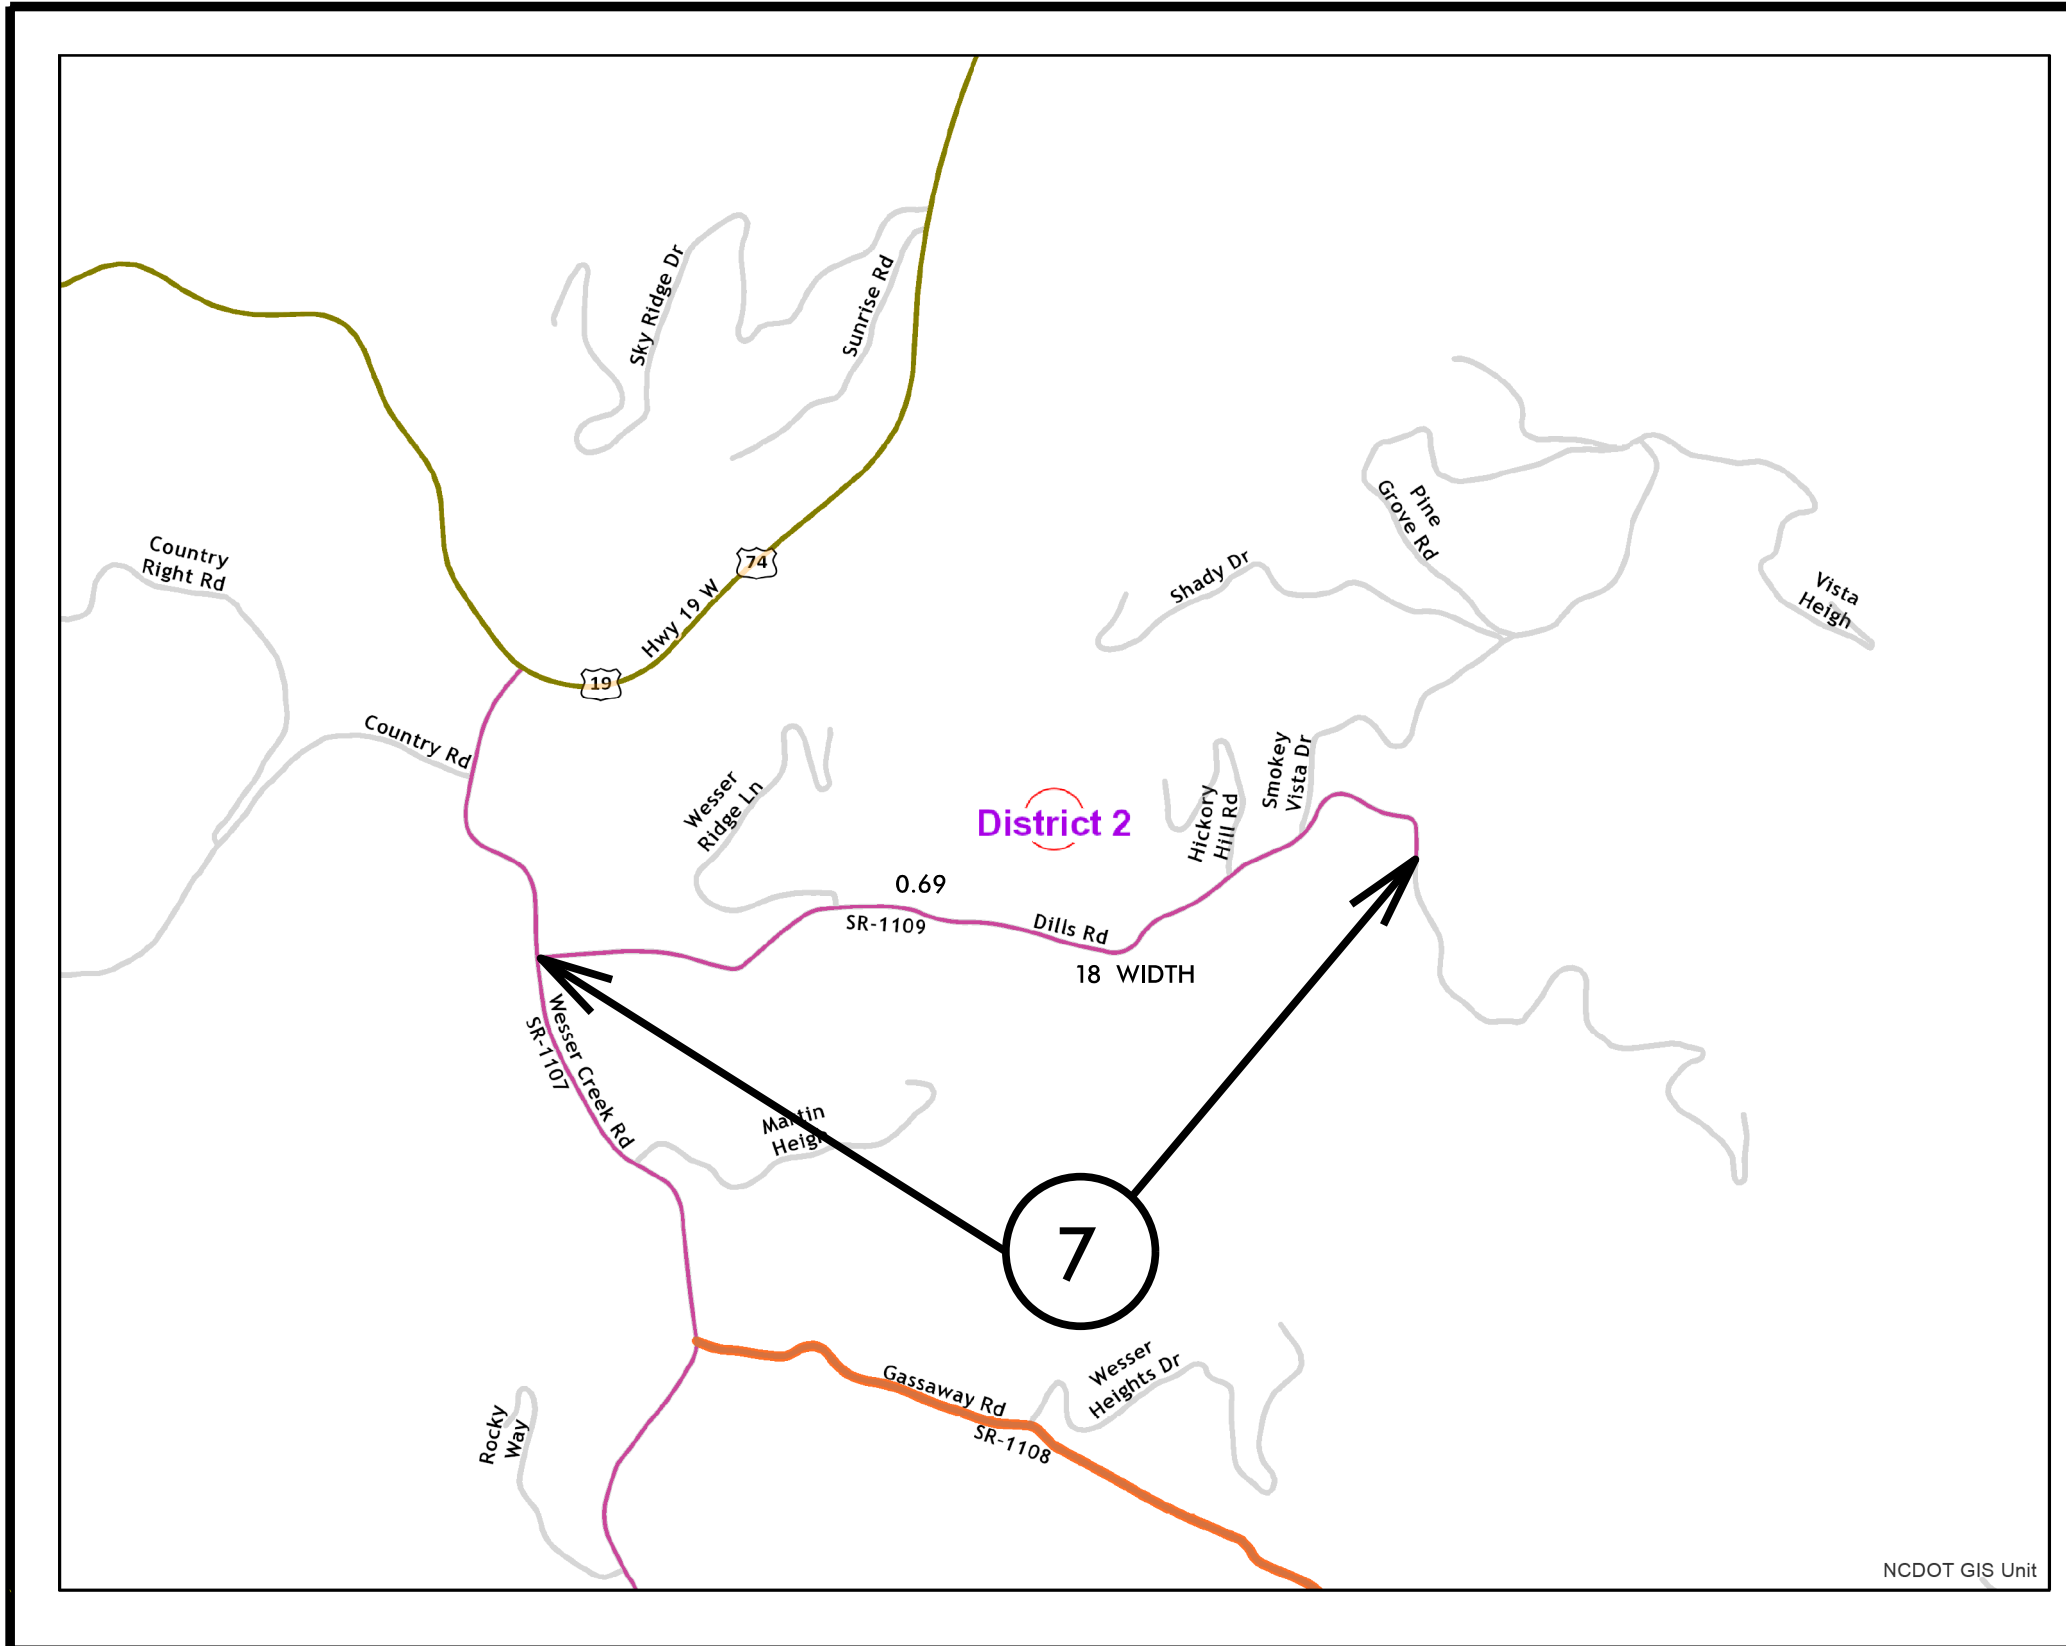 Sky Ridge Dr
Sunrise Rd
Pine
Grove Rd
Country
Right Rd
74
Shady Dr
Vista
Heigh
Hwy 19 W
19
Country Rd
Wesser
Ridge Ln
Smokey
Vista Dr
Hickory
Hill Rd
District 2
0.69
SR-1109
Dills Rd
18 WIDTH
Wesser Creek Rd
SR-1107
Martin
Heigh
7
Wesser
Heights Dr
Gassaway Rd
SR-1108
Rocky
Way
NCDOT GIS Unit